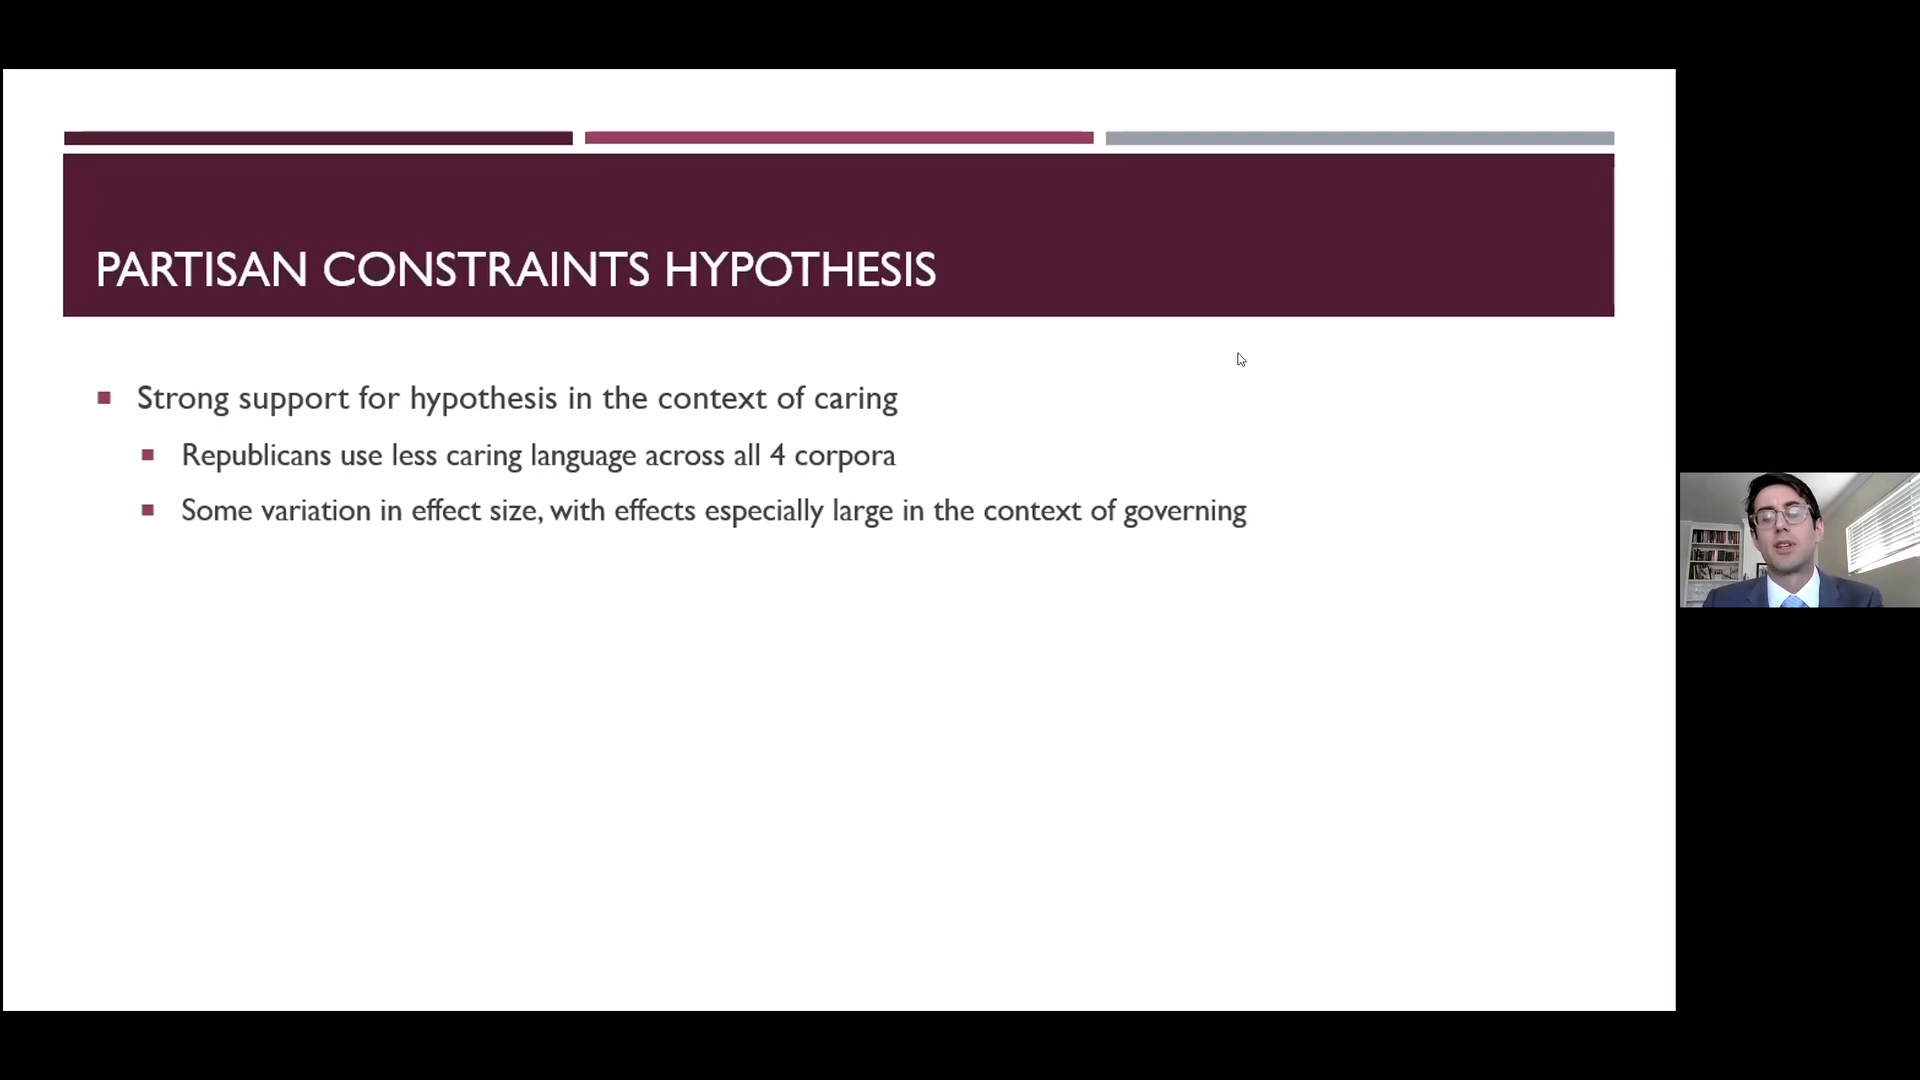 PARTISAN CONSTRAINTS HYPOTHESIS
Strong support for hypothesis in the context of caring
Republicans use less caring language across all 4 corpora
Some variation in effect size, with effects especially large in the context of governing